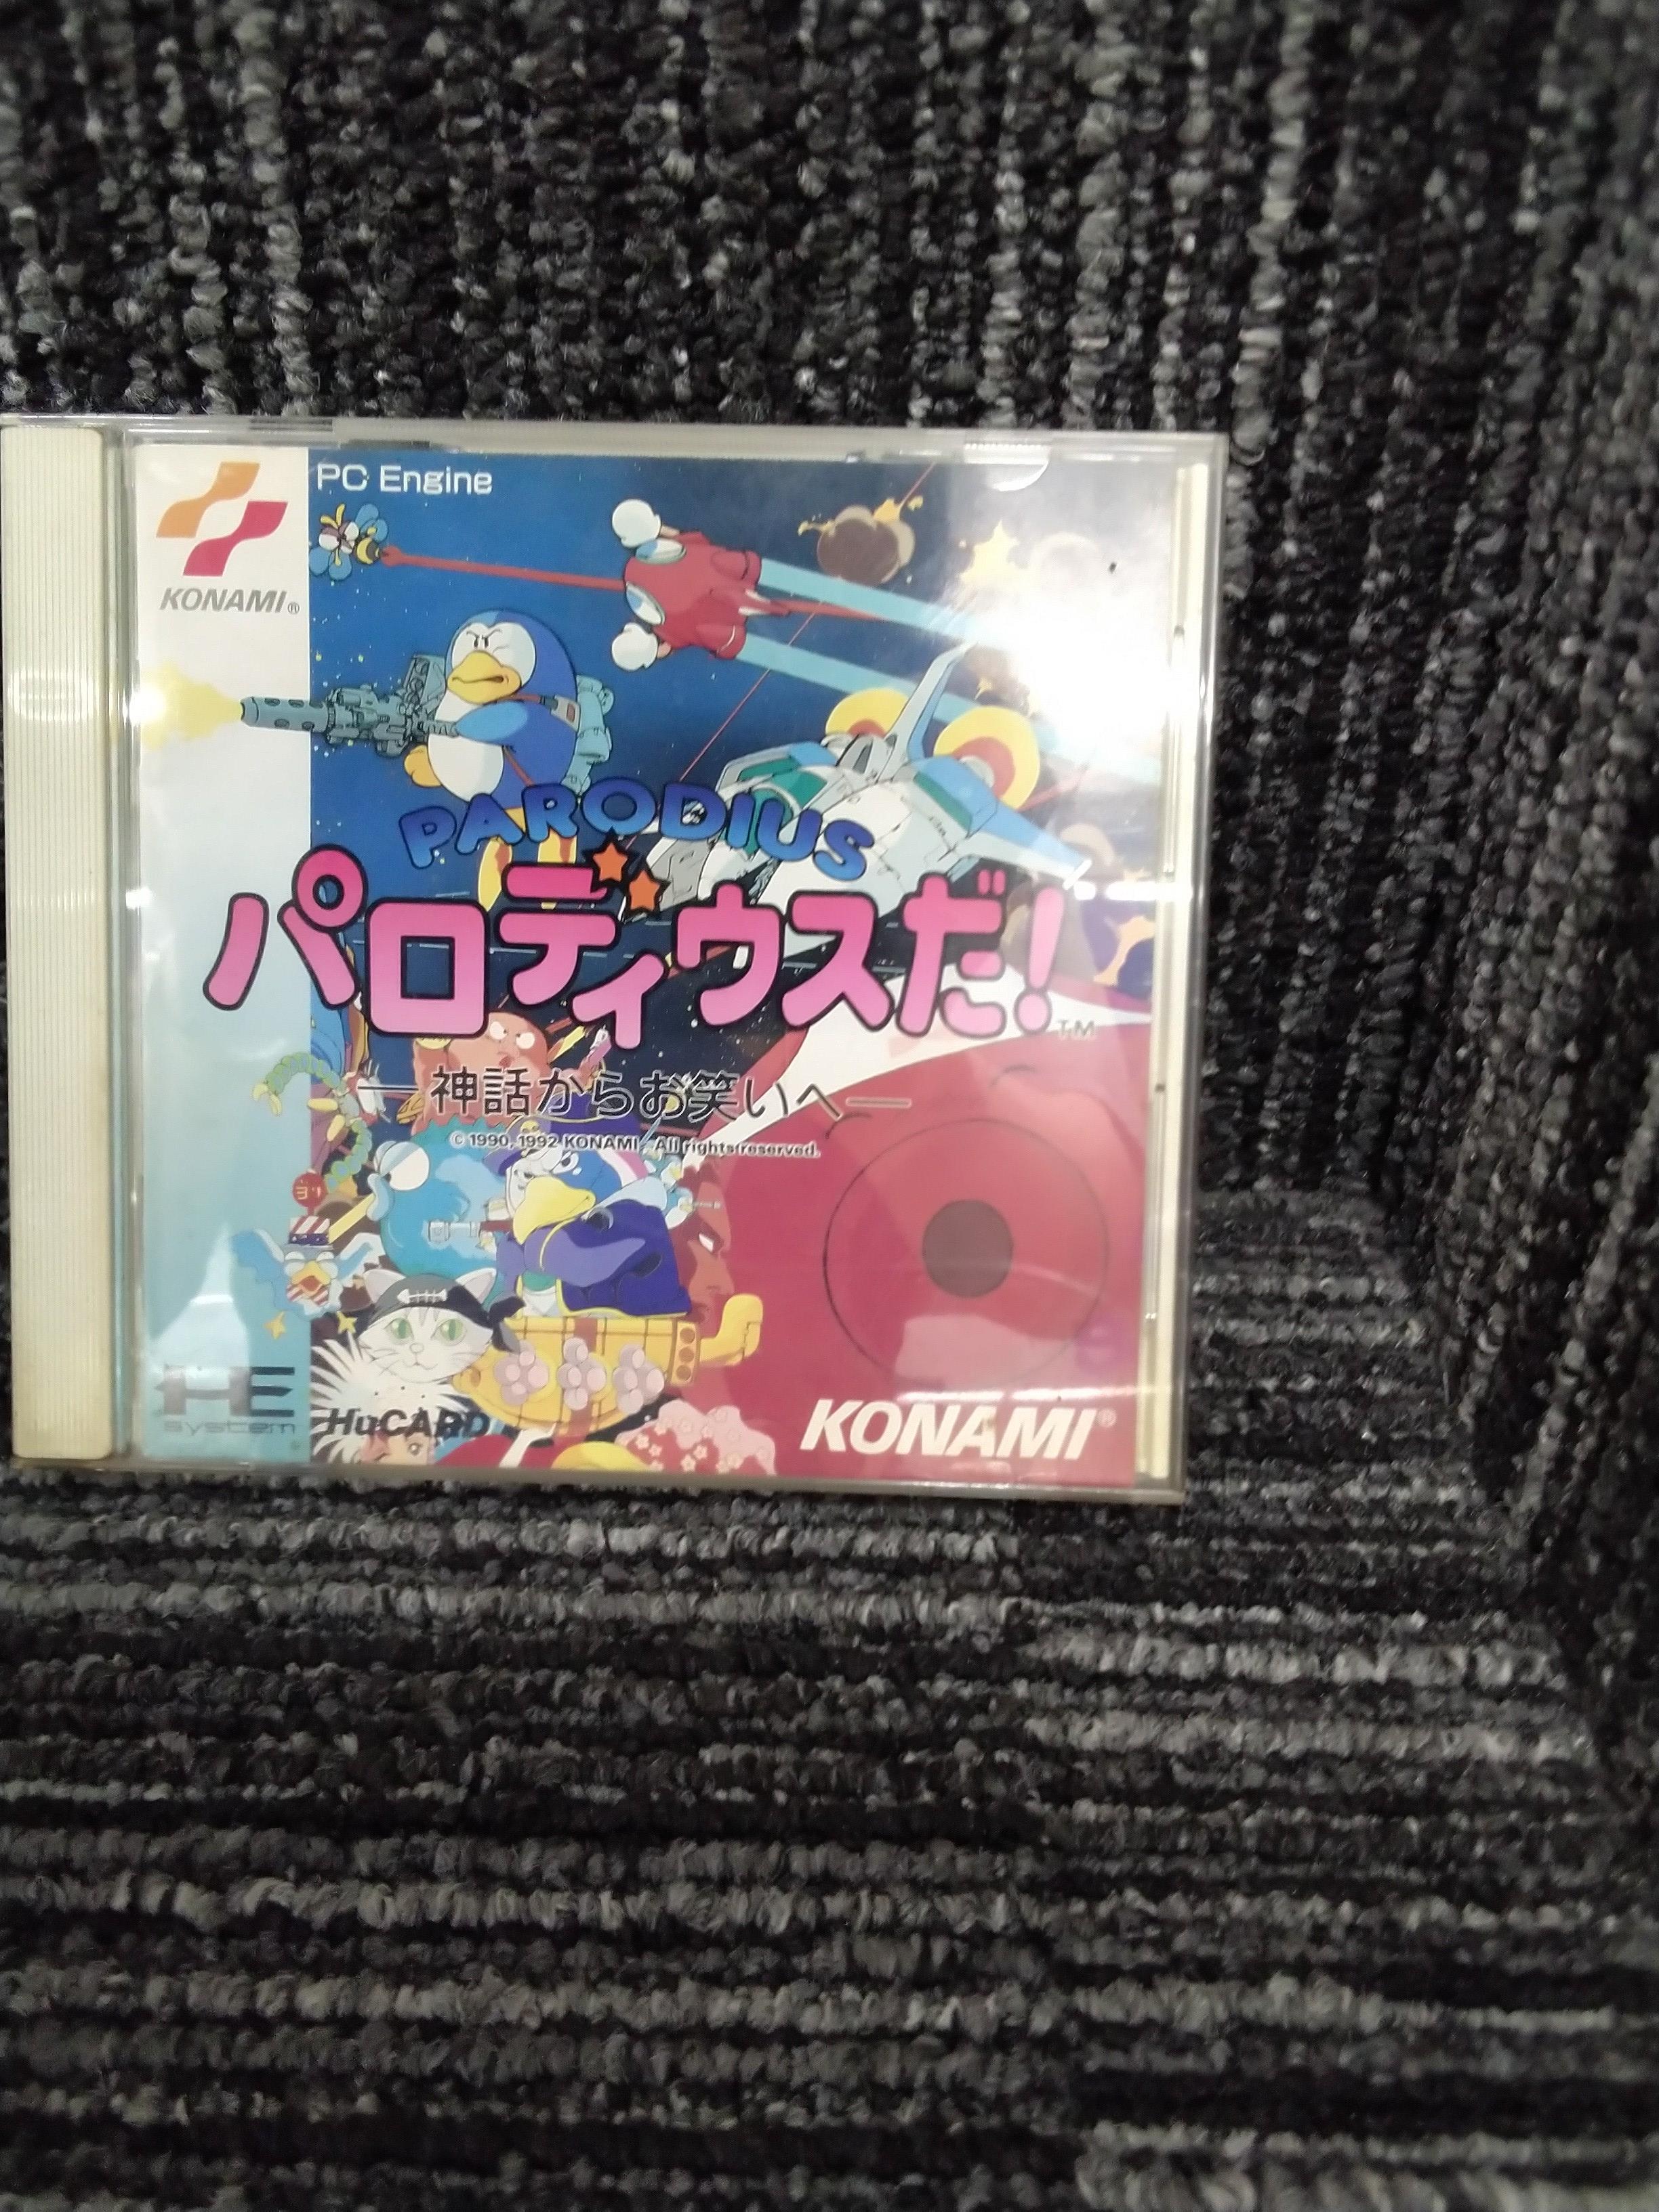 PC Engine
KONAMI®
PARODIUS
パロディウスだ!
TM
—神話からお笑いへ—
© 1990, 1992 KONAMI All rights reserved.
HE
system
HuCARD
KONAMI®